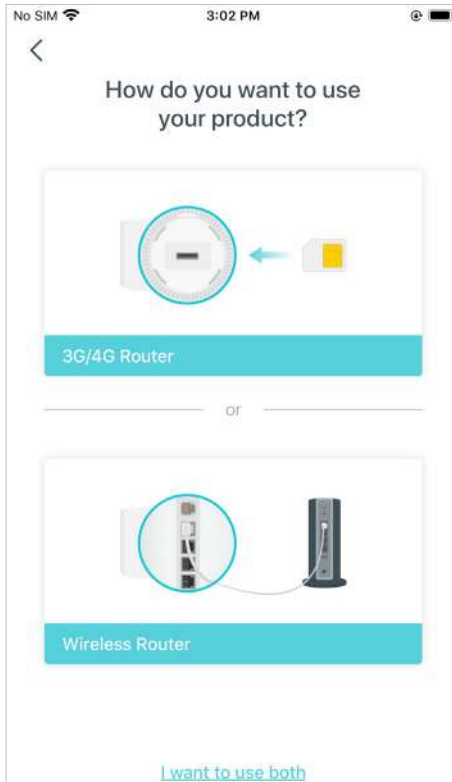 No SIM 3:02 PM
How do you want to use
your product?
3G/4G Router
or
Wireless Router
I want to use both